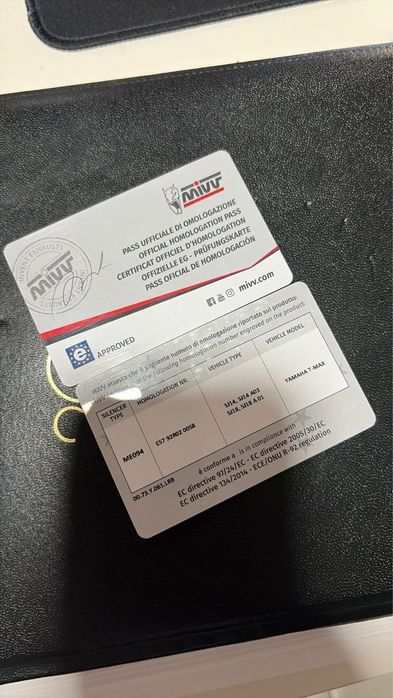 MIVV
PASS UFFICIALE DI OMOLOGAZIONE
OFFICIAL HOMOLOGATION PASS
CERTIFICAT OFFICIEL D'HOMOLOGATION
OFFIZIELLE EG - PRÜFUNGSKARTE
PASS OFICIAL DE HOMOLOGACIÓN
INVENT EXHAUSTS
MIVV
mivv.com
e
APPROVED
MIVV attesta che il seguente numero di omologazione riportato sul prodotto:
the following homologation number engraved on the product:
SILENCER TYPE
HOMOLOGATION NR.
VEHICLE TYPE
VEHICLE MODEL
ME094
E57 92R02 0058
SJ14, SJ14 A03
SJ18, SJ18 A 01
YAMAHA T-MAX
00.73.Y.061.LRB
è conforme a is in compliance with
EC directive 97/24/EC - EC directive 2005/30/EC
EC directive 134/2014 - ECE/ONU R-92 regulation